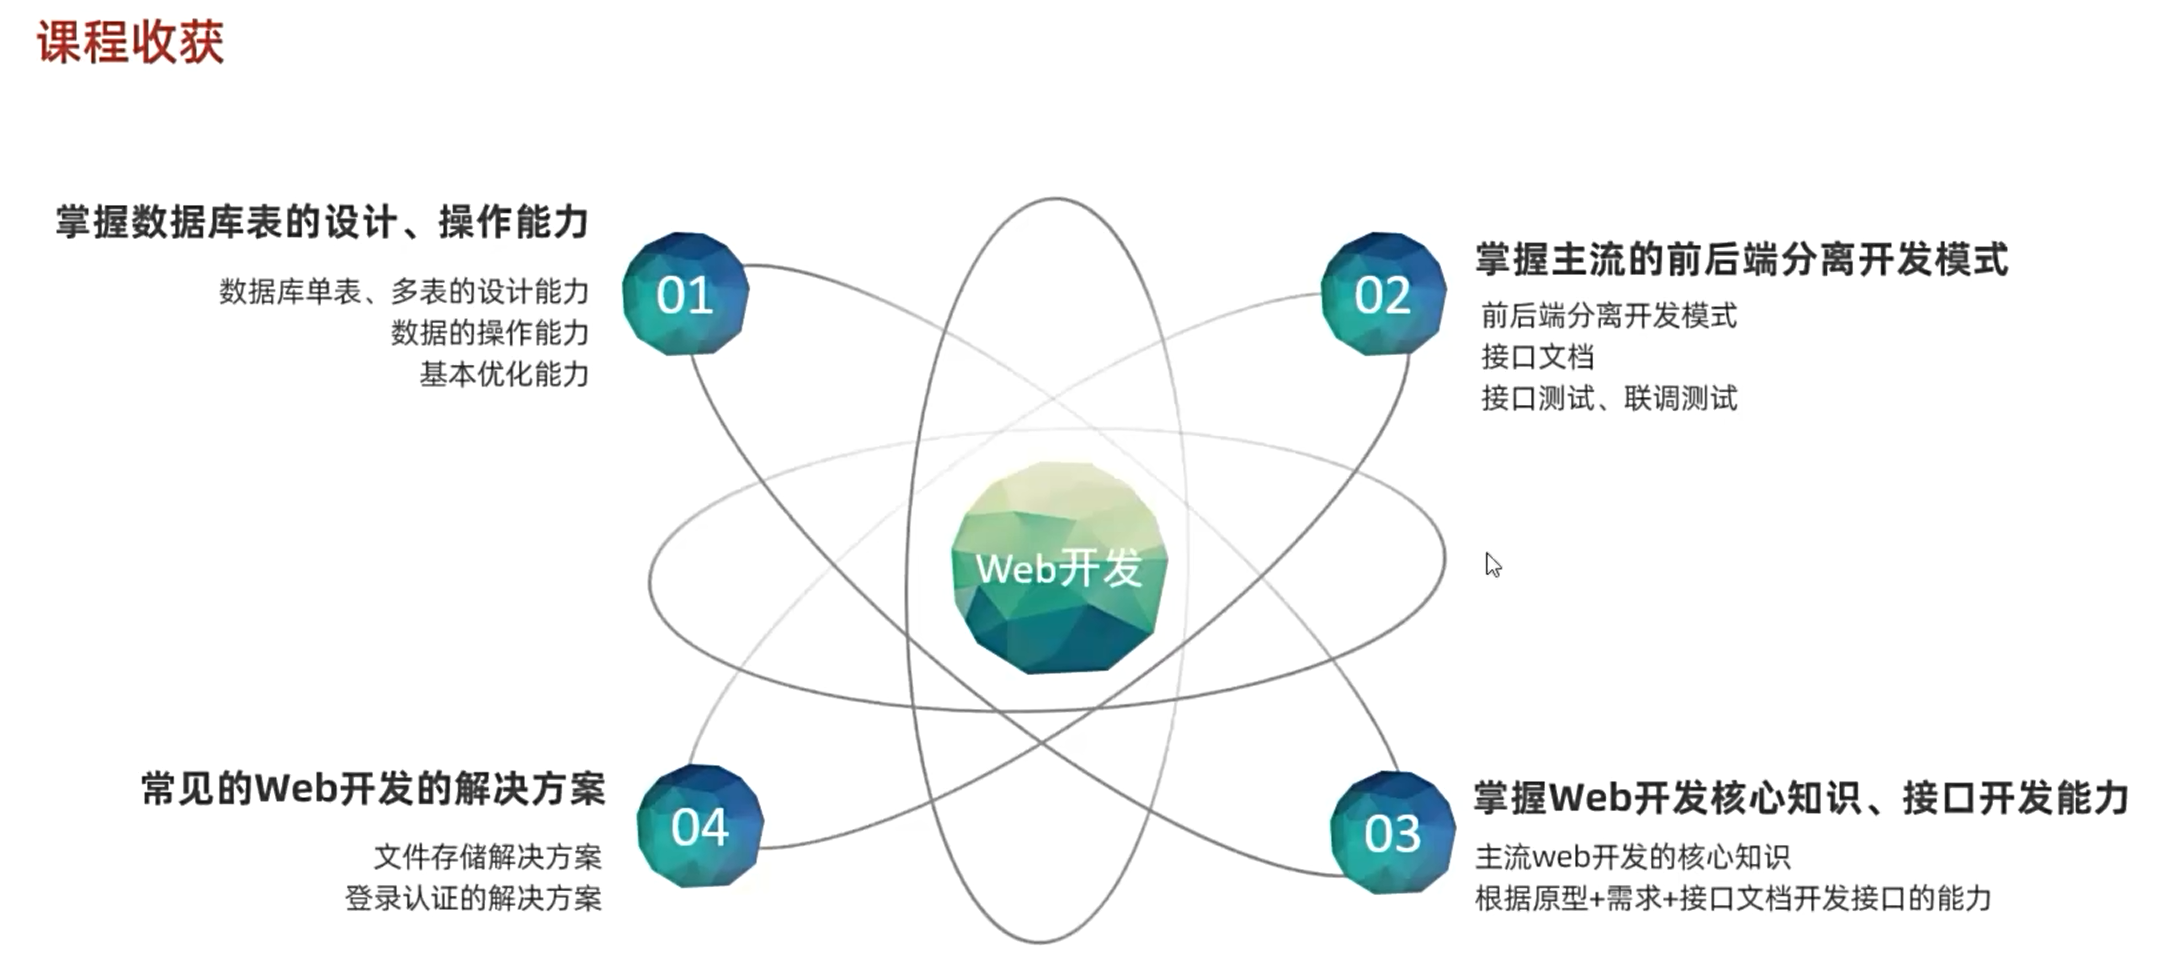 课程收获
掌握数据库表的设计、操作能力
数据库单表、多表的设计能力
数据的操作能力
基本优化能力
01
02
掌握主流的前后端分离开发模式
前后端分离开发模式
接口文档
接口测试、联调测试
Web开发
常见的Web开发的解决方案
文件存储解决方案
登录认证的解决方案
04
03
掌握Web开发核心知识、接口开发能力
主流web开发的核心知识
根据原型+需求+接口文档开发接口的能力